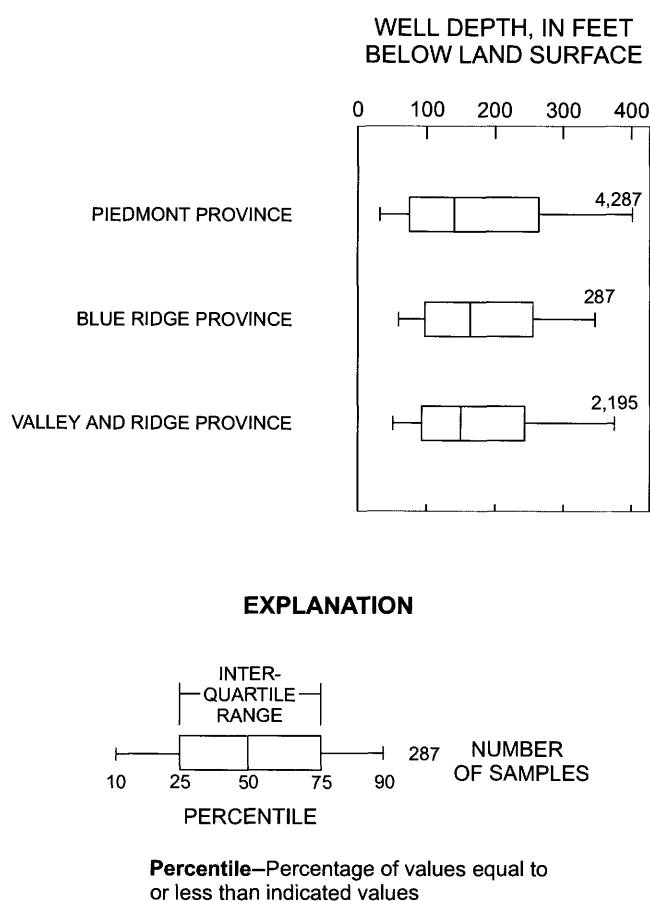 WELL DEPTH, IN FEET
BELOW LAND SURFACE
0 100 200 300 400
PIEDMONT PROVINCE 4,287
BLUE RIDGE PROVINCE 287
VALLEY AND RIDGE PROVINCE 2,195
EXPLANATION
INTER-
QUARTILE
RANGE
287 NUMBER
OF SAMPLES
10 25 50 75 90
PERCENTILE
Percentile–Percentage of values equal to
or less than indicated values